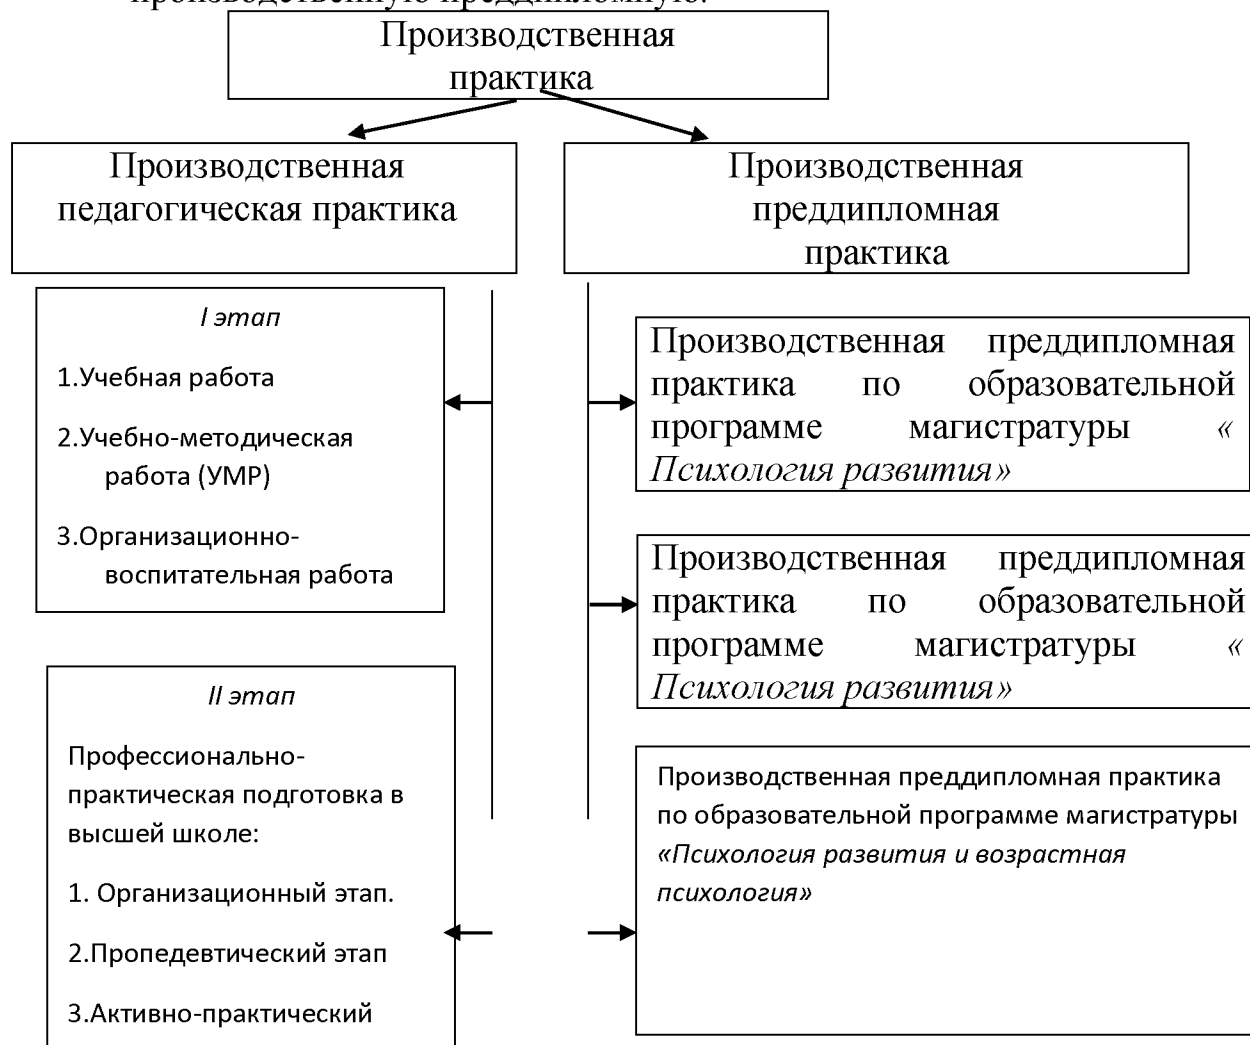 производственную преддипломную.
Производственная
практика
Производственная
педагогическая практика
Производственная
преддипломная
практика
I этап
1.Учебная работа
2.Учебно-методическая
работа (УМР)
3.Организационно-
воспитательная работа
II этап
Профессионально-
практическая подготовка в
высшей школе:
1. Организационный этап.
2.Пропедевтический этап
3.Активно-практический
Производственная преддипломная
практика по образовательной
программе магистратуры «
Психология развития»
Производственная преддипломная
практика по образовательной
программе магистратуры «
Психология развития»
Производственная преддипломная практика
по образовательной программе магистратуры
«Психология развития и возрастная
психология»